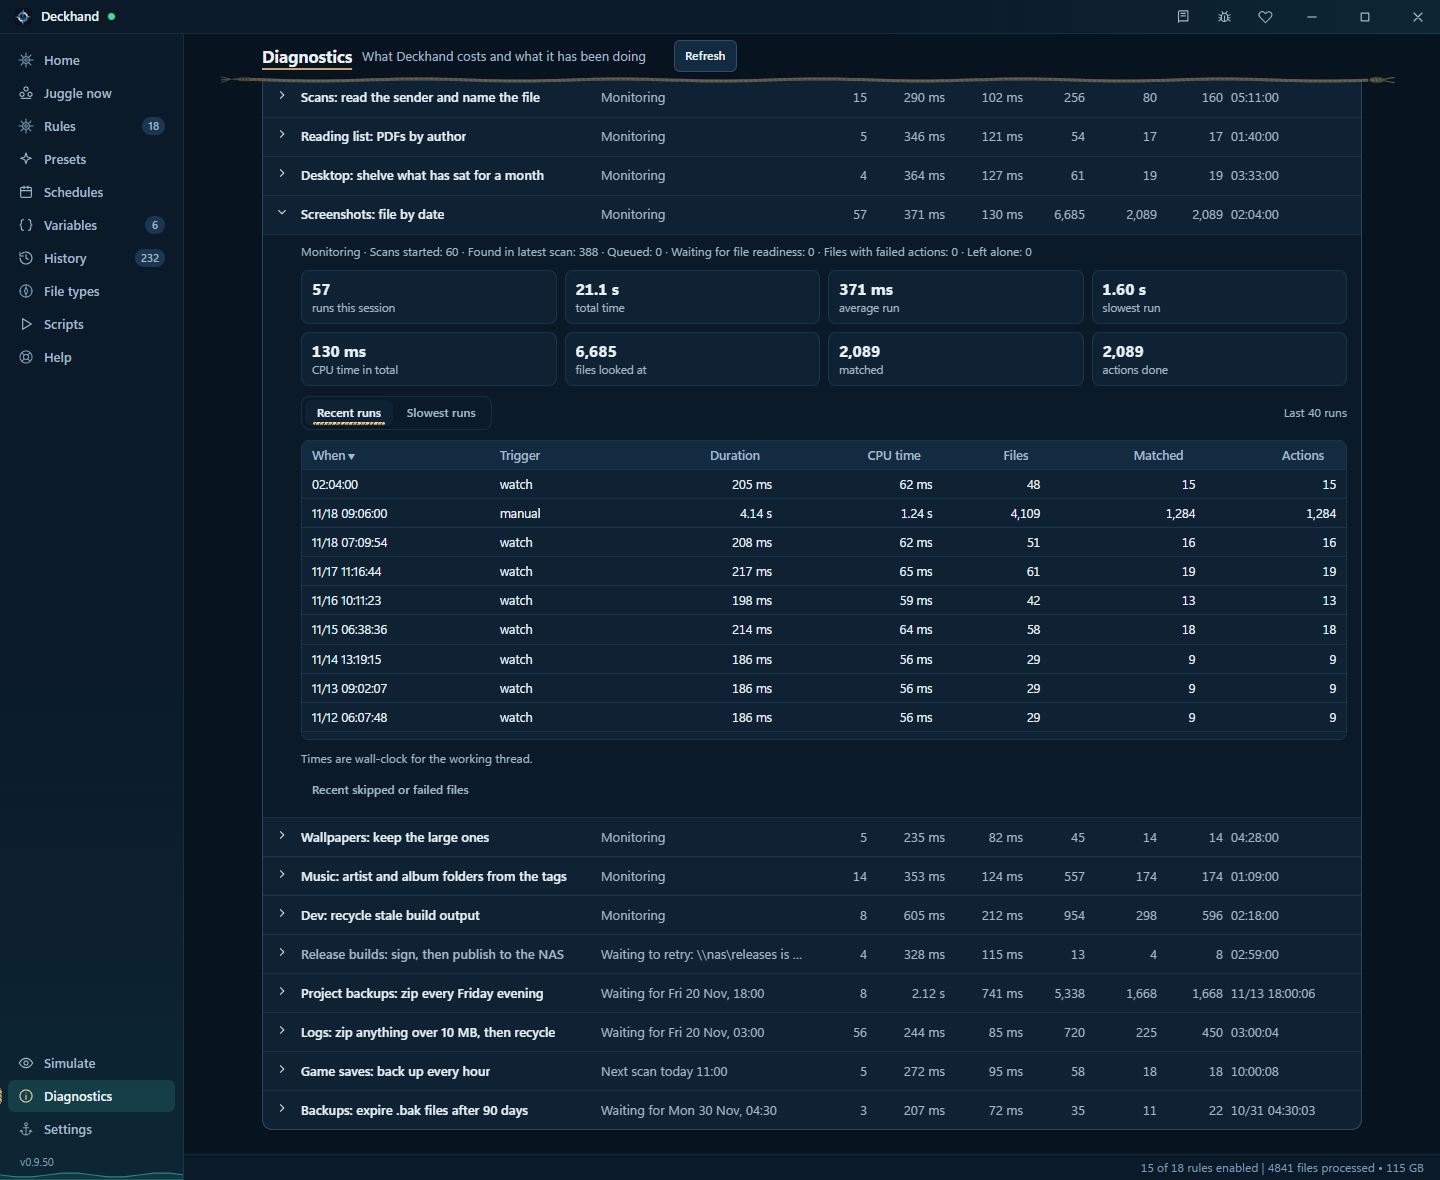 Deckhand
Home
Juggle now
Rules 18
Presets
Schedules
Variables 6
History 232
File types
Scripts
Help
Simulate
Diagnostics
Settings
v0.9.50
Diagnostics What Deckhand costs and what it has been doing Refresh
Scans: read the sender and name the file Monitoring 15 290 ms 102 ms 256 80 160 05:11:00
Reading list: PDFs by author Monitoring 5 346 ms 121 ms 54 17 17 01:40:00
Desktop: shelve what has sat for a month Monitoring 4 364 ms 127 ms 61 19 19 03:33:00
Screenshots: file by date Monitoring 57 371 ms 130 ms 6,685 2,089 2,089 02:04:00
Monitoring · Scans started: 60 · Found in latest scan: 388 · Queued: 0 · Waiting for file readiness: 0 · Files with failed actions: 0 · Left alone: 0
57 21.1 s 371 ms 1.60 s
runs this session total time average run slowest run
130 ms 6,685 2,089 2,089
CPU time in total files looked at matched actions done
Recent runs Slowest runs Last 40 runs
When Trigger Duration CPU time Files Matched Actions
02:04:00 watch 205 ms 62 ms 48 15 15
11/18 09:06:00 manual 4.14 s 1.24 s 4,109 1,284 1,284
11/18 07:09:54 watch 208 ms 62 ms 51 16 16
11/17 11:16:44 watch 217 ms 65 ms 61 19 19
11/16 10:11:23 watch 198 ms 59 ms 42 13 13
11/15 06:38:36 watch 214 ms 64 ms 58 18 18
11/14 13:19:15 watch 186 ms 56 ms 29 9 9
11/13 09:02:07 watch 186 ms 56 ms 29 9 9
11/12 06:07:48 watch 186 ms 56 ms 29 9 9
Times are wall-clock for the working thread.
Recent skipped or failed files
Wallpapers: keep the large ones Monitoring 5 235 ms 82 ms 45 14 14 04:28:00
Music: artist and album folders from the tags Monitoring 14 353 ms 124 ms 557 174 174 01:09:00
Dev: recycle stale build output Monitoring 8 605 ms 212 ms 954 298 596 02:18:00
Release builds: sign, then publish to the NAS Waiting to retry: \\nas\releases is ... 4 328 ms 115 ms 13 4 8 02:59:00
Project backups: zip every Friday evening Waiting for Fri 20 Nov, 18:00 8 2.12 s 741 ms 5,338 1,668 1,668 11/13 18:00:06
Logs: zip anything over 10 MB, then recycle Waiting for Fri 20 Nov, 03:00 56 244 ms 85 ms 720 225 450 03:00:04
Game saves: back up every hour Next scan today 11:00 5 272 ms 95 ms 58 18 18 10:00:08
Backups: expire .bak files after 90 days Waiting for Mon 30 Nov, 04:30 3 207 ms 72 ms 35 11 22 10/31 04:30:03
15 of 18 rules enabled | 4841 files processed • 115 GB